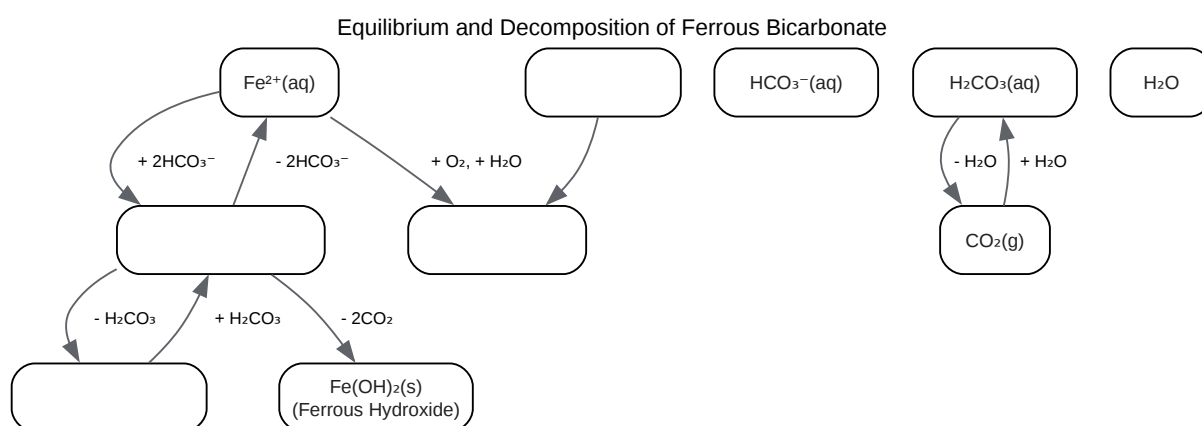 Equilibrium and Decomposition of Ferrous Bicarbonate
Fe²⁺(aq)
HCO₃⁻(aq)
H₂CO₃(aq)
H₂O
+ 2HCO₃⁻
- 2HCO₃⁻
+ O₂, + H₂O
- H₂O
+ H₂O
CO₂(g)
- H₂CO₃
+ H₂CO₃
- 2CO₂
Fe(OH)₂(s)
(Ferrous Hydroxide)